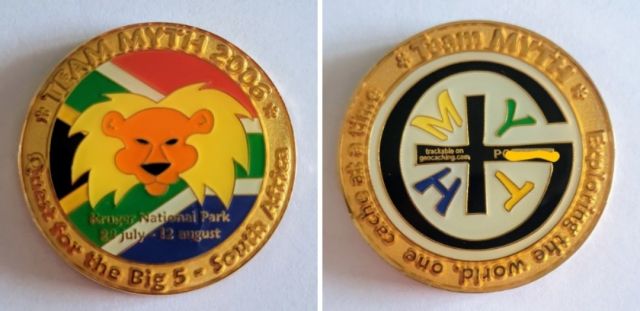 * TEAM MYTH 2006 *
Kruger National Park
july - 12 august
Quest for the Big 5 - South Africa
* Team MYTH *
M Y
trackable on
geocaching.com
H T
Exploring the world, one cache at a time